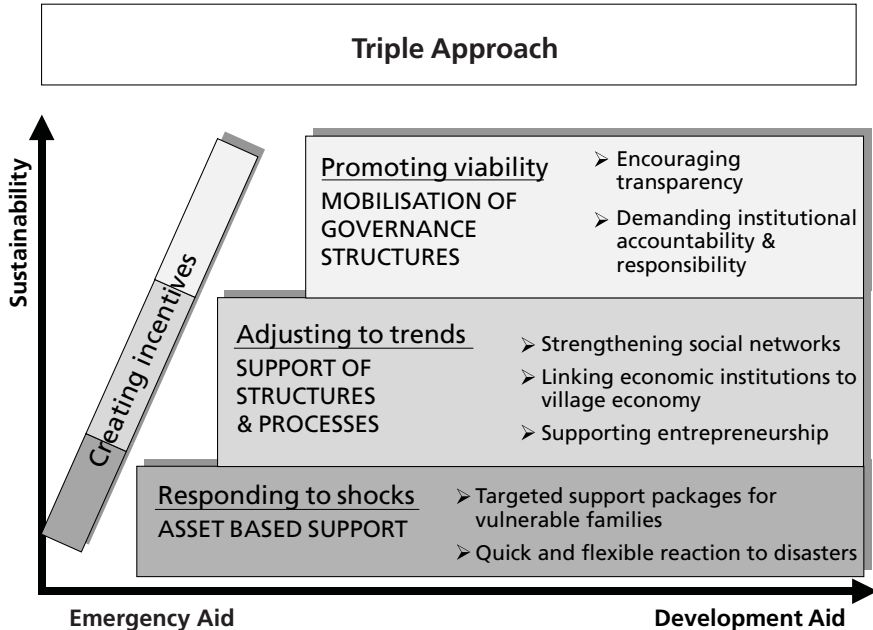 Triple Approach
Sustainability
Creating incentives
Promoting viability
MOBILISATION OF
GOVERNANCE
STRUCTURES
➢ Encouraging
transparency
➢ Demanding institutional
accountability &
responsibility
Adjusting to trends
SUPPORT OF
STRUCTURES
& PROCESSES
➢ Strengthening social networks
➢ Linking economic institutions to
village economy
➢ Supporting entrepreneurship
Responding to shocks
ASSET BASED SUPPORT
➢ Targeted support packages for
vulnerable families
➢ Quick and flexible reaction to disasters
Emergency Aid
Development Aid